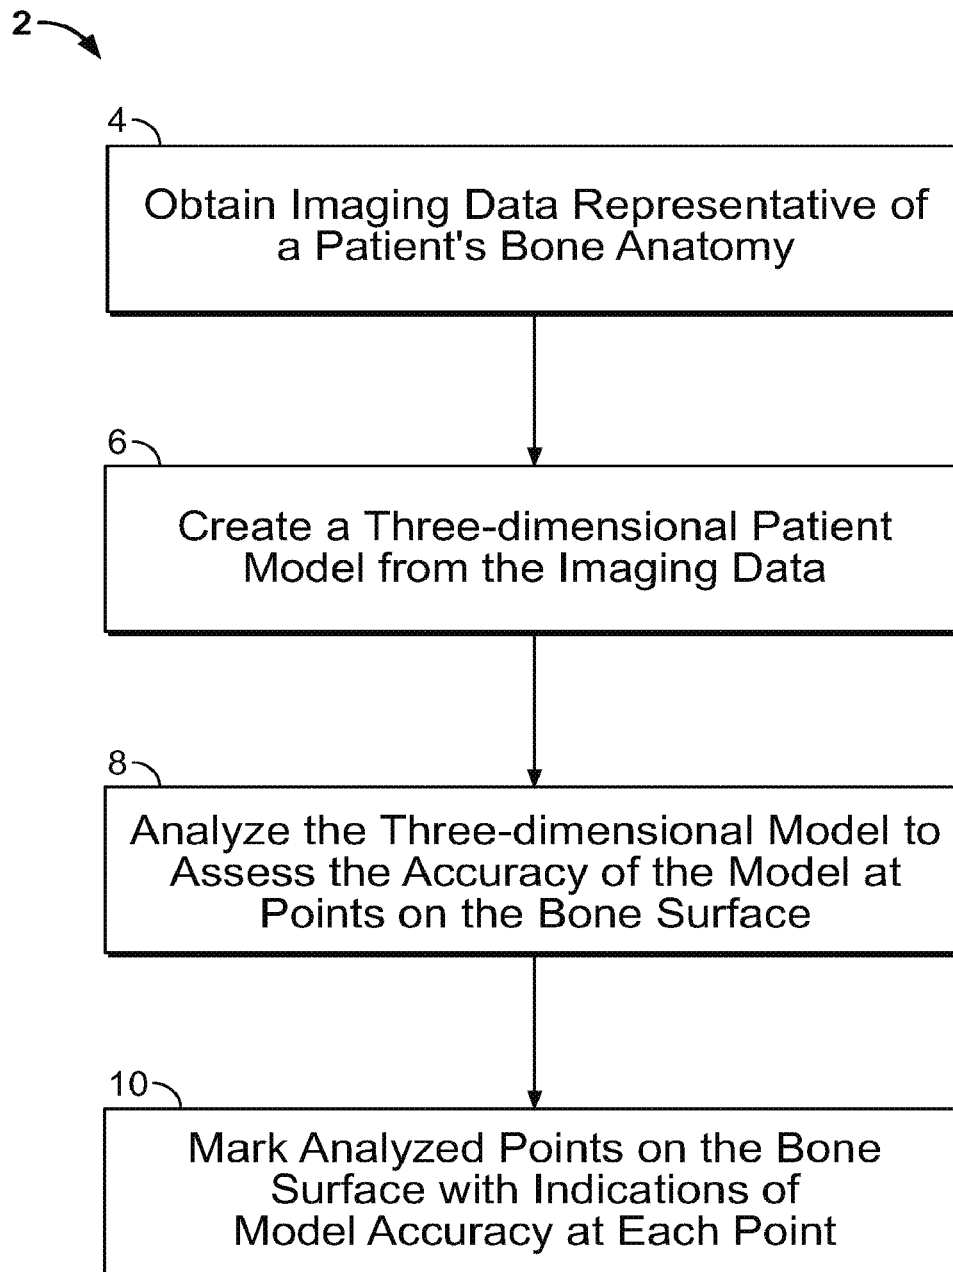 2
4
Obtain Imaging Data Representative of
a Patient's Bone Anatomy
6
Create a Three-dimensional Patient
Model from the Imaging Data
8
Analyze the Three-dimensional Model to
Assess the Accuracy of the Model at
Points on the Bone Surface
10
Mark Analyzed Points on the Bone
Surface with Indications of
Model Accuracy at Each Point